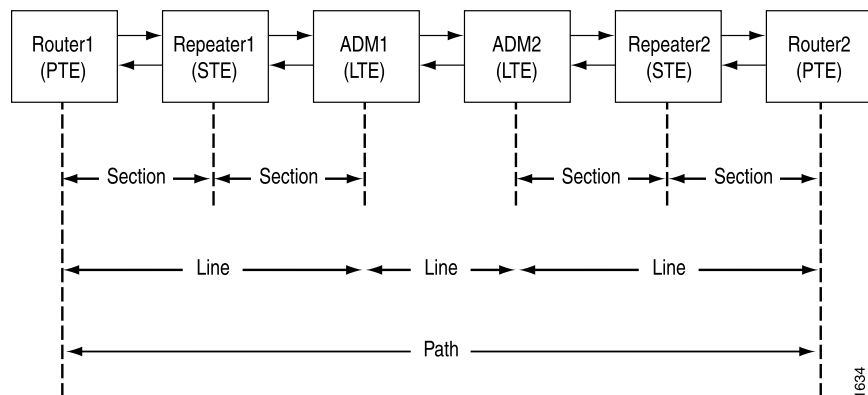 Router1
(PTE)
Repeater1
(STE)
ADM1
(LTE)
ADM2
(LTE)
Repeater2
(STE)
Router2
(PTE)
Section
Section
Section
Section
Line
Line
Line
Path
1634